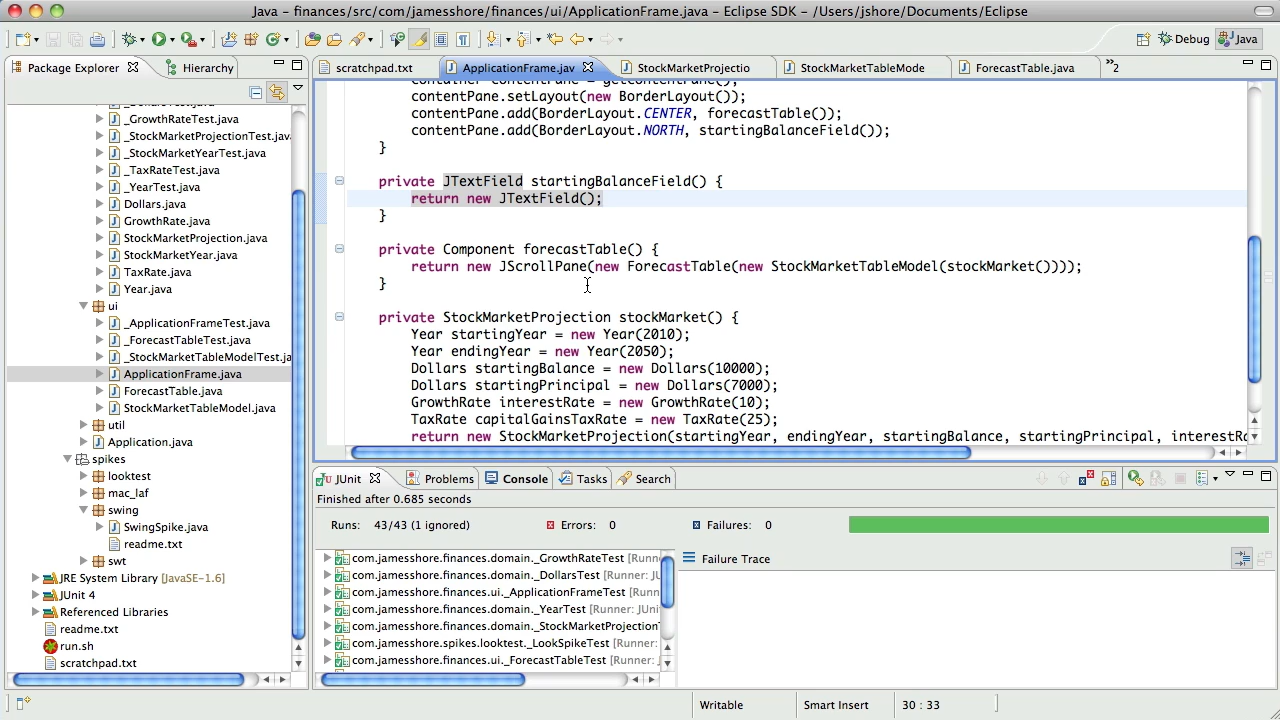 Java - finances/src/com/jamesshore/finances/ui/ApplicationFrame.java - Eclipse SDK - /Users/jshore/Documents/Eclipse
Debug
Java
Package Explorer
Hierarchy
scratchpad.txt
ApplicationFrame.jav
StockMarketProjectio
StockMarketTableMode
ForecastTable.java
»2
_GrowthRateTest.java
_StockMarketProjectionTest.java
_StockMarketYearTest.java
_TaxRateTest.java
_YearTest.java
Dollars.java
GrowthRate.java
StockMarketProjection.java
StockMarketYear.java
TaxRate.java
Year.java
ui
_ApplicationFrameTest.java
_ForecastTableTest.java
_StockMarketTableModelTest.ja
ApplicationFrame.java
ForecastTable.java
StockMarketTableModel.java
util
Application.java
spikes
looktest
mac_laf
swing
SwingSpike.java
readme.txt
swt
JRE System Library [JavaSE-1.6]
JUnit 4
Referenced Libraries
readme.txt
run.sh
scratchpad.txt
contentPane.setLayout(new BorderLayout());
contentPane.add(BorderLayout.CENTER, forecastTable());
contentPane.add(BorderLayout.NORTH, startingBalanceField());
}
private JTextField startingBalanceField() {
return new JTextField();
}
private Component forecastTable() {
return new JScrollPane(new ForecastTable(new StockMarketTableModel(stockMarket())));
}
private StockMarketProjection stockMarket() {
Year startingYear = new Year(2010);
Year endingYear = new Year(2050);
Dollars startingBalance = new Dollars(10000);
Dollars startingPrincipal = new Dollars(7000);
GrowthRate interestRate = new GrowthRate(10);
TaxRate capitalGainsTaxRate = new TaxRate(25);
return new StockMarketProjection(startingYear, endingYear, startingBalance, startingPrincipal, interestRa
JUnit
Problems
Console
Tasks
Search
Finished after 0.685 seconds
Runs: 43/43 (1 ignored)
Errors: 0
Failures: 0
com.jamesshore.finances.domain._GrowthRateTest [Runne
com.jamesshore.finances.domain._DollarsTest [Runner: JU
com.jamesshore.finances.ui._ApplicationFrameTest [Runn
com.jamesshore.finances.domain._YearTest [Runner: JUni
com.jamesshore.finances.domain._StockMarketProjection
com.jamesshore.spikes.looktest._LookSpikeTest [Runner:
com.jamesshore.finances.ui._ForecastTableTest [Runner: J
Failure Trace
Writable
Smart Insert
30 : 33